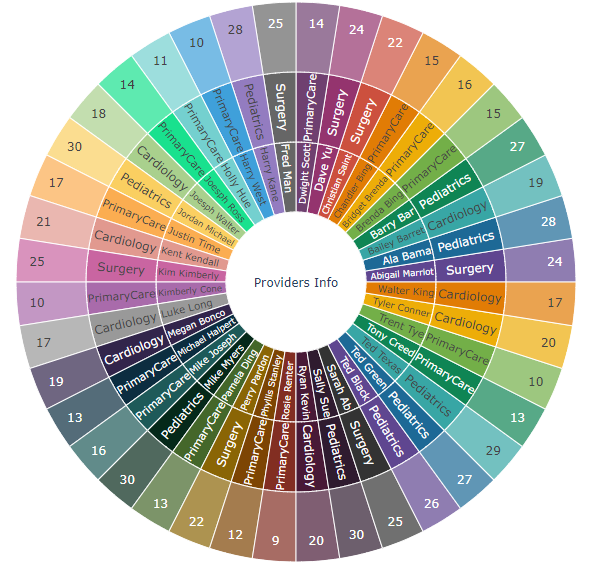 Providers Info
Dwight Scott PrimaryCare 14
Dave Yu Surgery 24
Christian Saint Surgery 22
Chandler Bing PrimaryCare 15
Bridget Brenda PrimaryCare 16
Brenda Bing PrimaryCare 15
Barry Bar Pediatrics 27
Bailey Barret Cardiology 19
Ala Bama Pediatrics 28
Abigail Marriot Surgery 24
Walter King Cardiology 17
Tyler Conner Cardiology 20
Trent Tye PrimaryCare 10
Tony Creed PrimaryCare 13
Ted Texas Pediatrics 29
Ted Green Pediatrics 27
Ted Black Pediatrics 26
Sarah Ab Surgery 25
Sally Sue Pediatrics 30
Ryan Kevin Cardiology 20
Rosie Renter PrimaryCare 9
Phyllis Stanley PrimaryCare 12
Perry Pardon Surgery 22
Pamela Ding PrimaryCare 13
Mike Myers Pediatrics 30
Mike Joseph PrimaryCare 16
Michael Halpert PrimaryCare 13
Megan Bonco Cardiology 19
Luke Long Cardiology 17
Kimberly Cone PrimaryCare 10
Kim Kimberly Surgery 25
Kent Kendall Cardiology 21
Justin Time PrimaryCare 17
Jordan Michael Pediatrics 30
Joesph Walter Cardiology 18
Joesph Ross PrimaryCare 14
Holly Hue PrimaryCare 11
Harry West PrimaryCare 10
Harry Kane Pediatrics 28
Fred Man Surgery 25